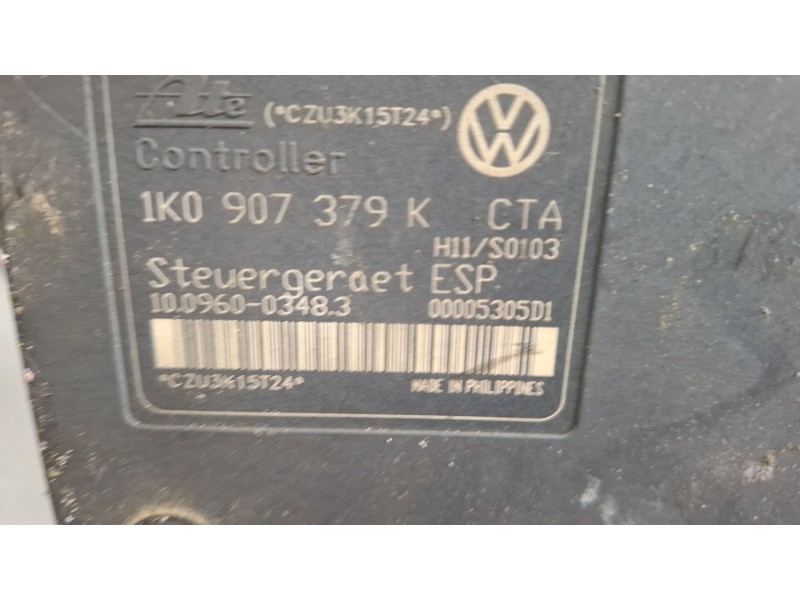 Ate (*CZU3K15T24*)
Controller
1K0 907 379 K CTA
H11/S0103
Steuergeraet ESP
10.0960-0348.3 00005305D1
*CZU3K15T24* MADE IN PHILIPPINES